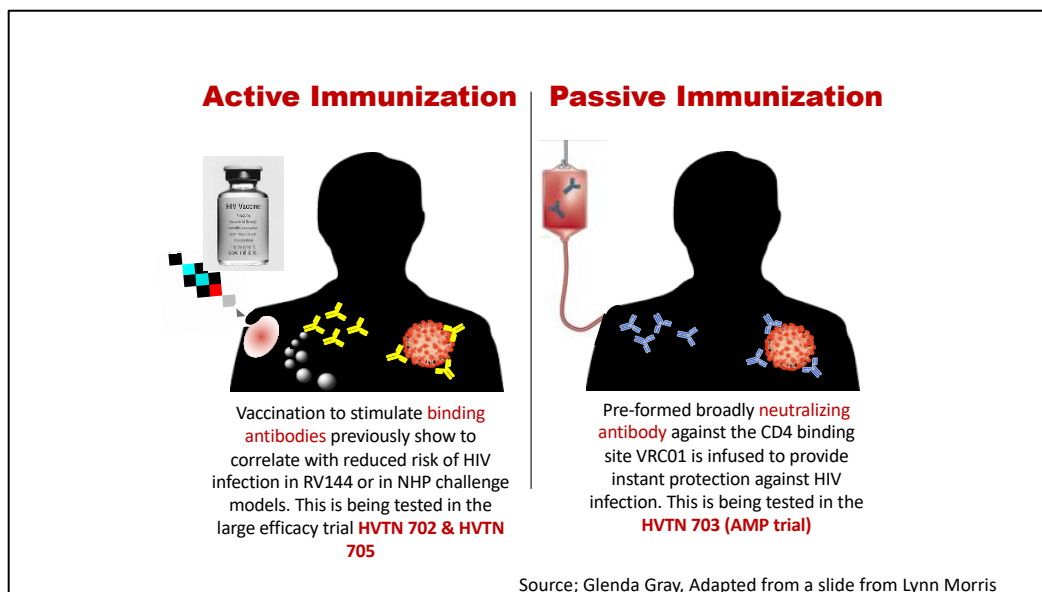 Active Immunization
Passive Immunization
HIV Vaccine
Vaccine
Vaccination to stimulate binding
antibodies previously show to
correlate with reduced risk of HIV
infection in RV144 or in NHP challenge
models. This is being tested in the
large efficacy trial HVTN 702 & HVTN
705
Pre-formed broadly neutralizing
antibody against the CD4 binding
site VRC01 is infused to provide
instant protection against HIV
infection. This is being tested in the
HVTN 703 (AMP trial)
Source; Glenda Gray, Adapted from a slide from Lynn Morris